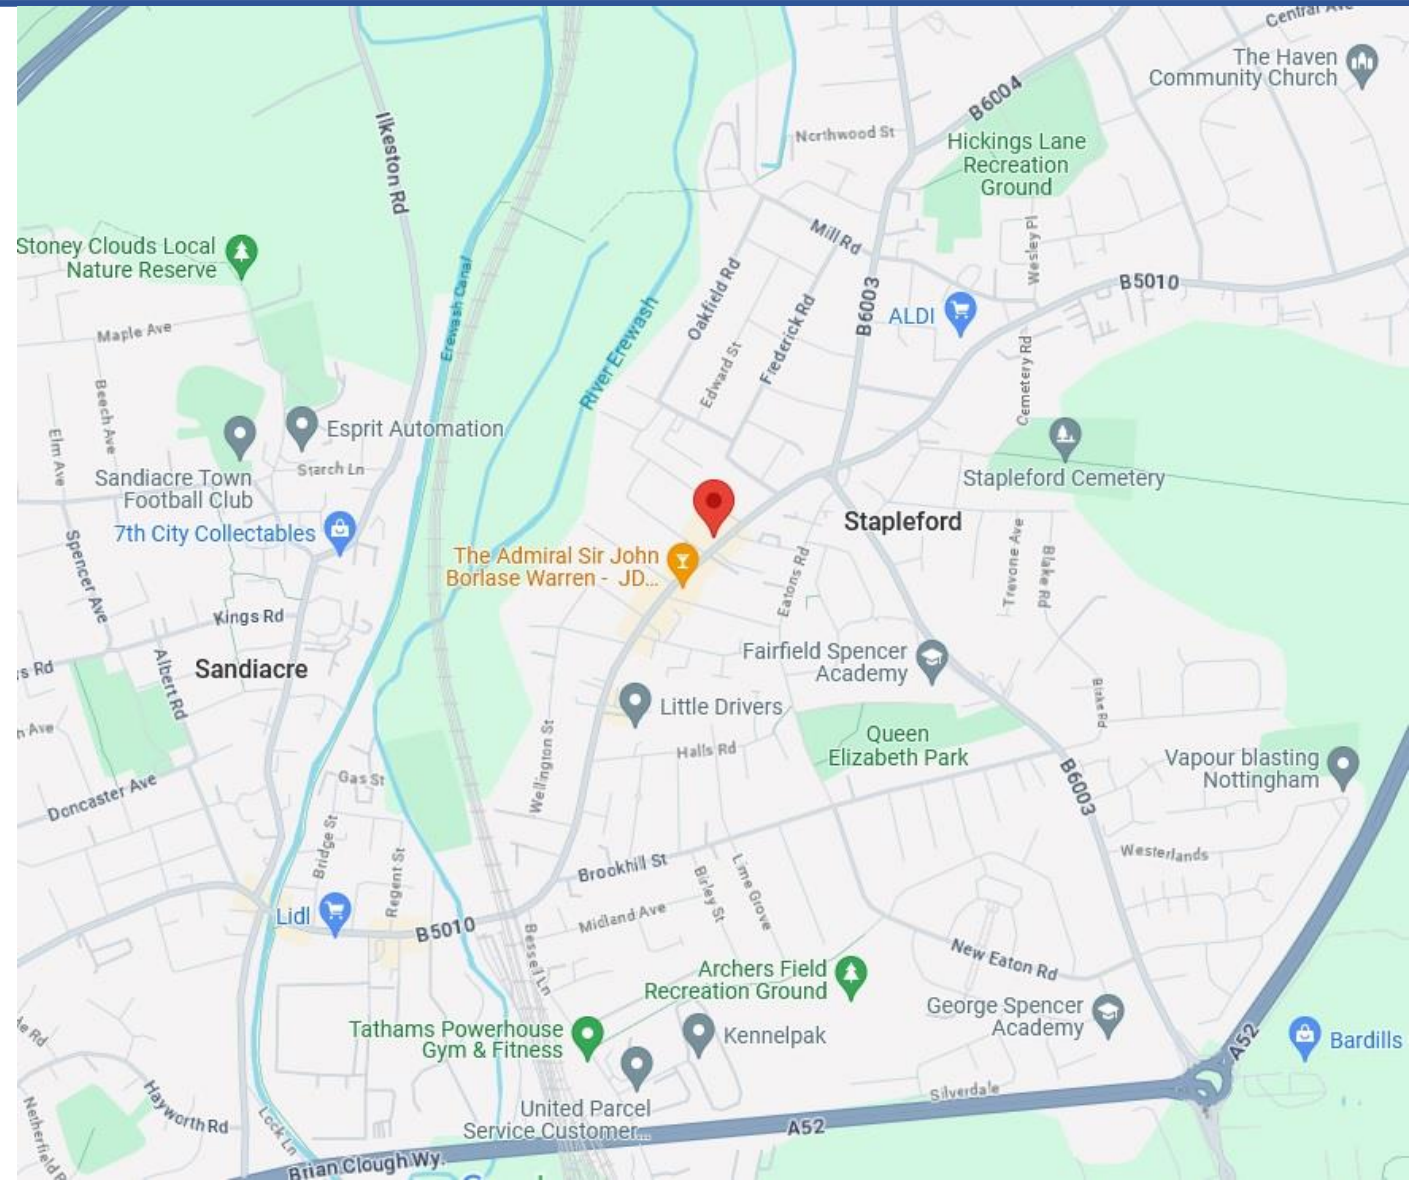 Central Ave
The Haven
Community Church
B6004
Northwood St
Hickings Lane
Recreation
Ground
Ilkeston Rd
Mill Rd
Wesley Pl
Stoney Clouds Local
Nature Reserve
Oakfield Rd
B6003
B5010
Erewash Canal
River Erewash
Frederick Rd
ALDI
Maple Ave
Edward St
Cemetery Rd
Beech Ave
Elm Ave
Esprit Automation
Starch Ln
Sandiacre Town
Football Club
Stapleford Cemetery
7th City Collectables
Stapleford
The Admiral Sir John
Borlase Warren - JD...
Spencer Ave
Eatons Rd
Trevone Ave
Blake Rd
Kings Rd
Sandiacre
s Rd
Albert Rd
Fairfield Spencer
Academy
Blake Rd
Little Drivers
n Ave
Wellington St
Halls Rd
Queen
Elizabeth Park
Vapour blasting
Nottingham
Doncaster Ave
Gas St
B6003
Bridge St
Regent St
Brookhill St
Birley St
Lime Grove
Westerlands
Lidl
B5010
Midland Ave
Bessell Ln
New Eaton Rd
Archers Field
Recreation Ground
George Spencer
Academy
Tathams Powerhouse
Gym & Fitness
Kennelpak
A52
Bardills
Hayworth Rd
Netherfield R
Lock Ln
United Parcel
Service Customer...
Silverdale
A52
Brian Clough Wy.